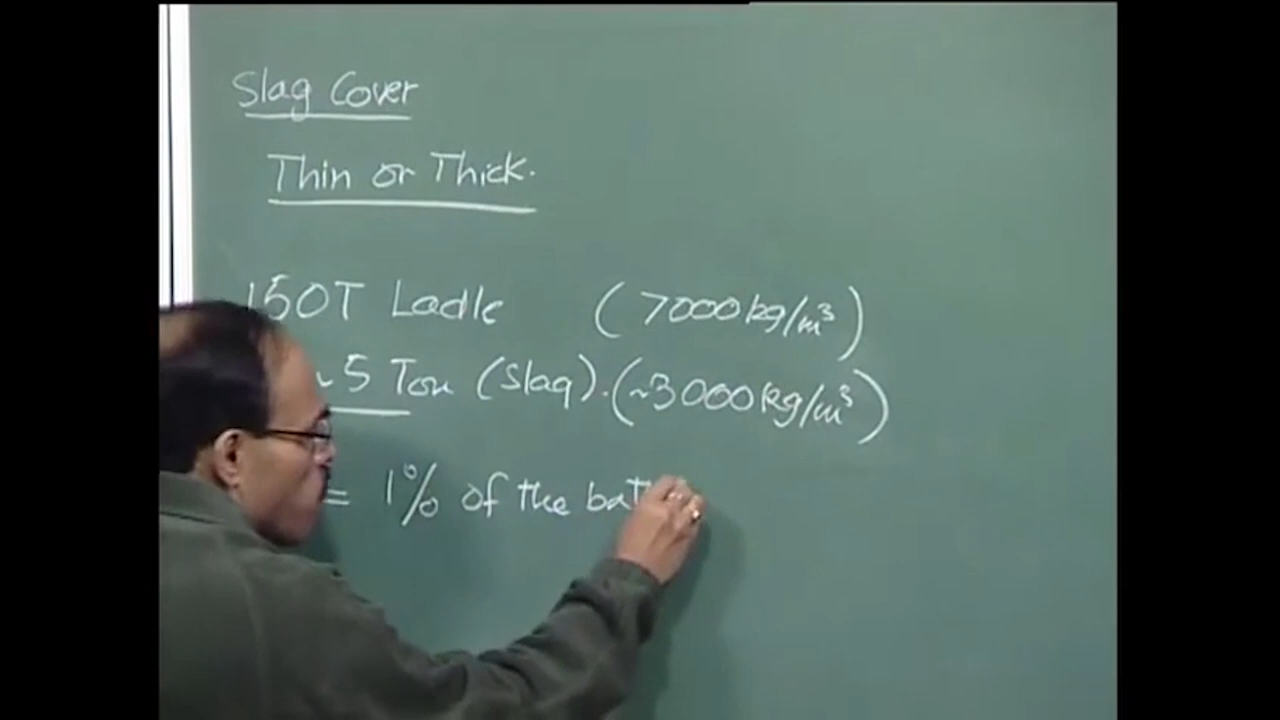 Slag Cover
Thin or Thick.
150T Ladle (7000 kg/m³)
~5 Ton (Slag). (~3000 kg/m³)
= 1% of the bat